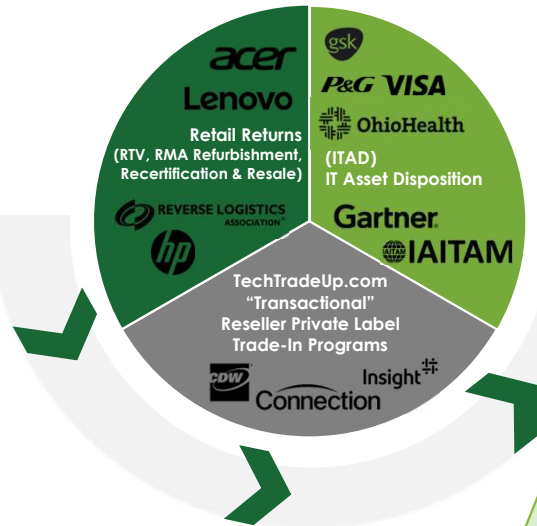 acer
Lenovo
Retail Returns
(RTV, RMA Refurbishment,
Recertification & Resale)
REVERSE LOGISTICS
ASSOCIATION
hp
gsk
P&G VISA
OhioHealth
(ITAD)
IT Asset Disposition
Gartner
IAITAM
IAITAM
TechTradeUp.com
“Transactional”
Reseller Private Label
Trade-In Programs
CDW
Insight
Connection